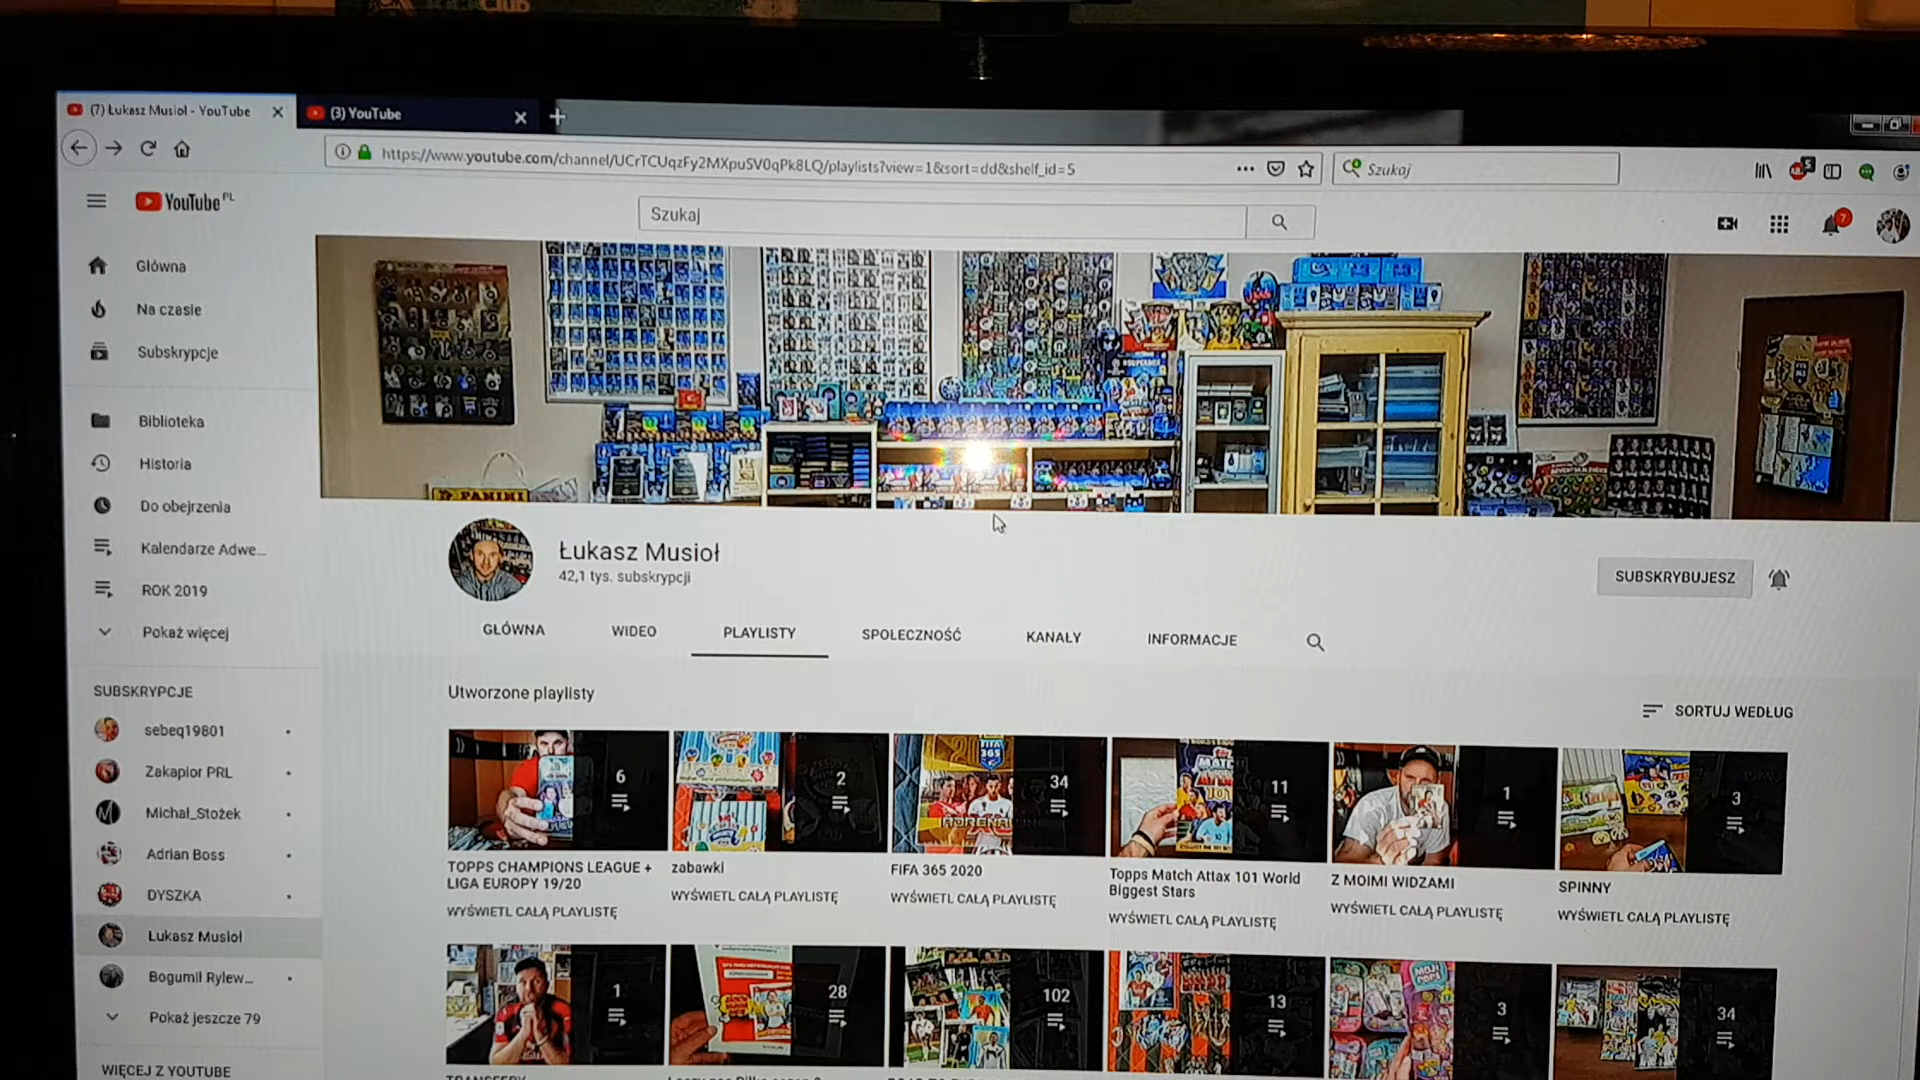 (7) Łukasz Musioł - YouTube
(3) YouTube
https://www.youtube.com/channel/UCrTCUqzFy2MXpuSV0qPk8LQ/playlists?view=1&sort=dd&shelf_id=5
Szukaj
YouTube PL
Szukaj
7
Główna
Na czasie
Subskrypcje
Biblioteka
Historia
Do obejrzenia
Kalendarze Adwe...
ROK 2019
Pokaż więcej
SUBSKRYPCJE
sebeq19801
Zakapior PRL
Michał_Stożek
Adrian Boss
DYSZKA
Łukasz Musioł
Bogumił Rylew...
Pokaż jeszcze 79
WIĘCEJ Z YOUTUBE
PANINI
Łukasz Musioł
42,1 tys. subskrypcji
SUBSKRYBUJESZ
GŁÓWNA
WIDEO
PLAYLISTY
SPOŁECZNOŚĆ
KANAŁY
INFORMACJE
Utworzone playlisty
SORTUJ WEDŁUG
6
2
34
11
1
3
TOPPS CHAMPIONS LEAGUE +
LIGA EUROPY 19/20
WYŚWIETL CAŁĄ PLAYLISTĘ
zabawki
WYŚWIETL CAŁĄ PLAYLISTĘ
FIFA 365 2020
WYŚWIETL CAŁĄ PLAYLISTĘ
Topps Match Attax 101 World
Biggest Stars
WYŚWIETL CAŁĄ PLAYLISTĘ
Z MOIMI WIDZAMI
WYŚWIETL CAŁĄ PLAYLISTĘ
SPINNY
WYŚWIETL CAŁĄ PLAYLISTĘ
1
28
102
13
3
34